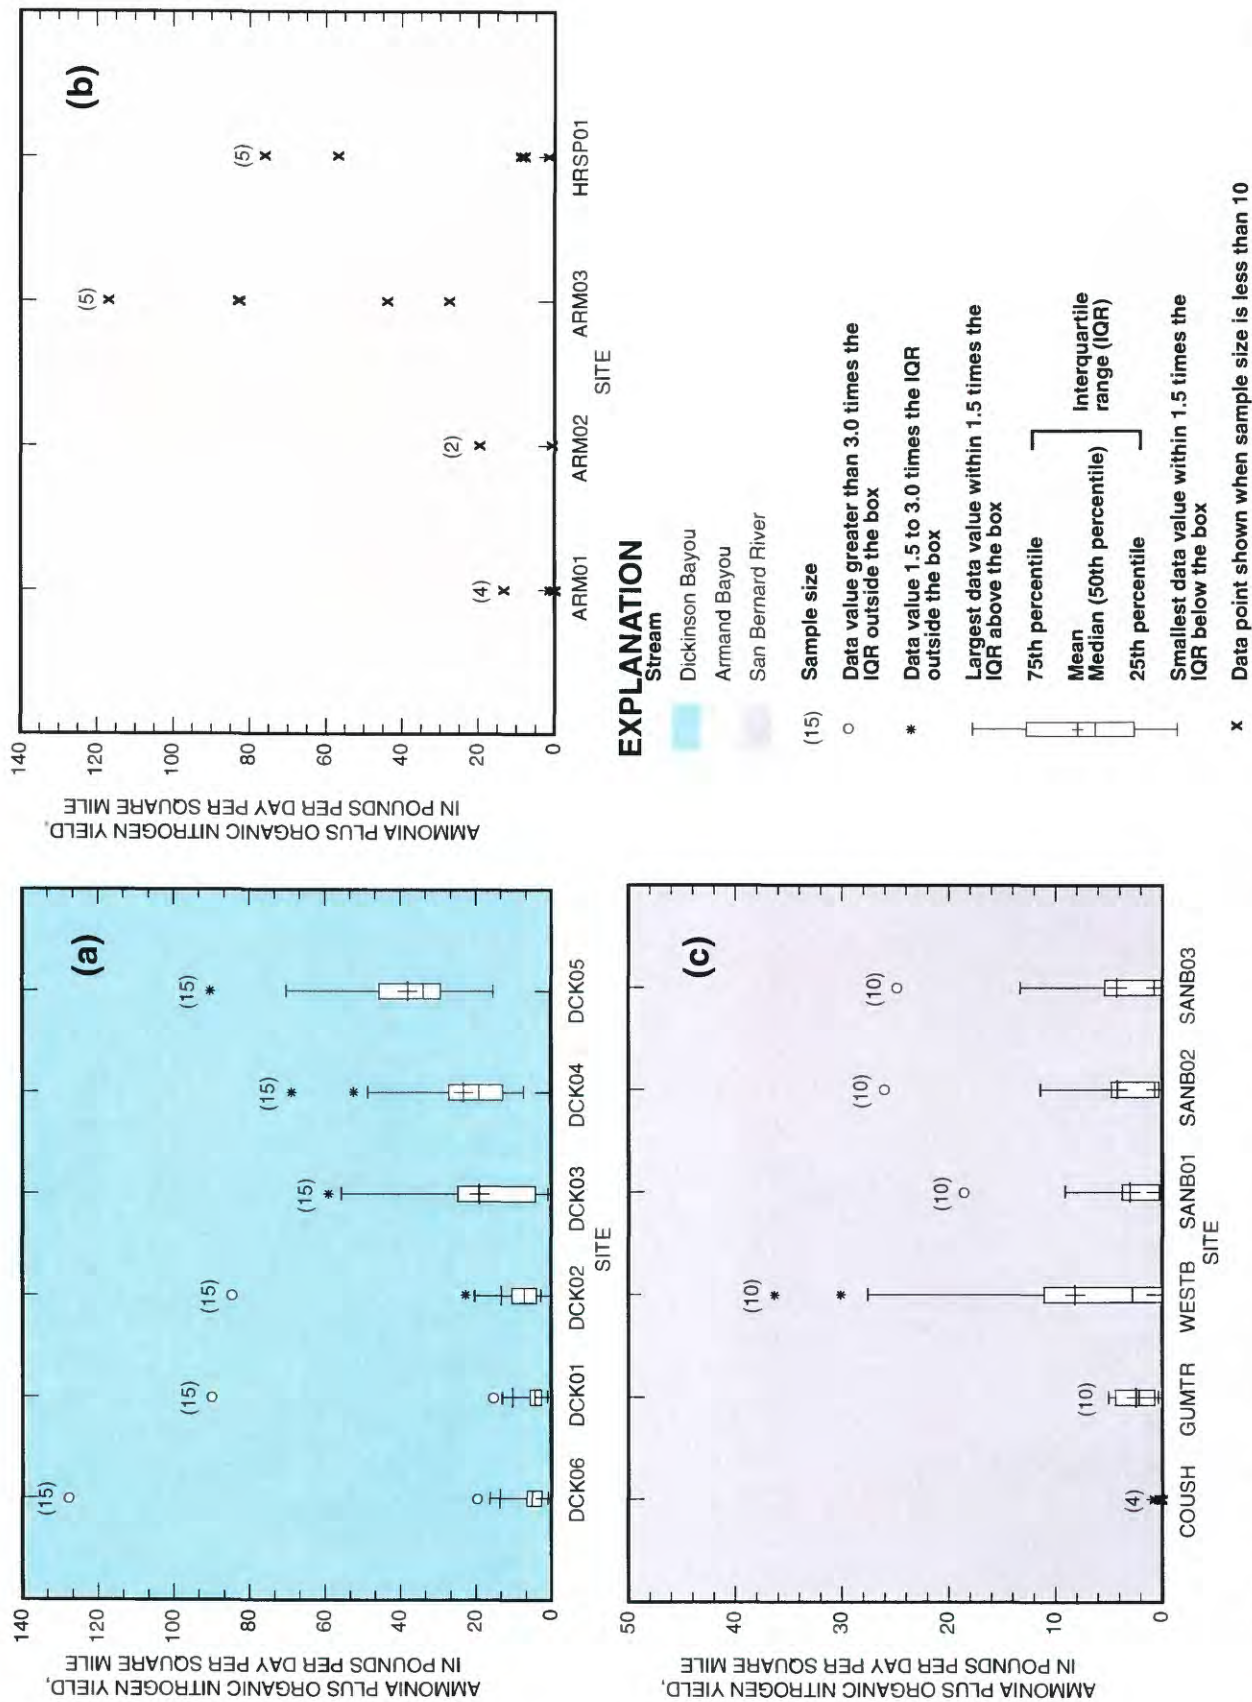 AMMONIA PLUS ORGANIC NITROGEN YIELD,
IN POUNDS PER DAY PER SQUARE MILE
140
120
100
80
60
40
20
0
(a)
(15)
(15)
(15)
(15)
(15)
(15)
DCK06 DCK01 DCK02 DCK03 DCK04 DCK05
SITE
AMMONIA PLUS ORGANIC NITROGEN YIELD,
IN POUNDS PER DAY PER SQUARE MILE
140
120
100
80
60
40
20
0
(b)
(4)
(2)
(5)
(5)
ARM01 ARM02 ARM03 HRSP01
SITE
AMMONIA PLUS ORGANIC NITROGEN YIELD,
IN POUNDS PER DAY PER SQUARE MILE
50
40
30
20
10
0
(c)
(4)
(10)
(10)
(10)
(10)
(10)
COUSH GUMTR WESTB SANB01 SANB02 SANB03
SITE
EXPLANATION
Stream
Dickinson Bayou
Armand Bayou
San Bernard River
(15) Sample size
Data value greater than 3.0 times the
IQR outside the box
Data value 1.5 to 3.0 times the IQR
outside the box
Largest data value within 1.5 times the
IQR above the box
75th percentile
Mean
Median (50th percentile)
Interquartile
range (IQR)
25th percentile
Smallest data value within 1.5 times the
IQR below the box
x Data point shown when sample size is less than 10